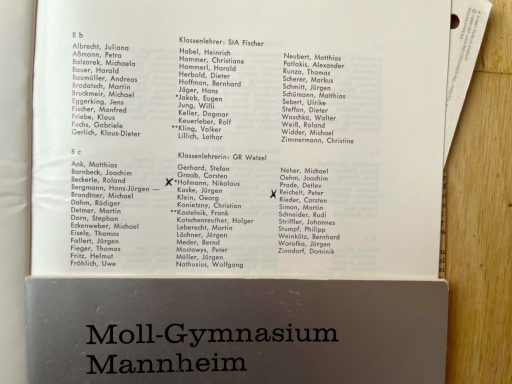 8 b
Klassenlehrer: StA Fischer
Albrecht, Juliana
Aßmann, Petra
Balzarek, Michaela
Bauer, Harald
Baumüller, Andreas
Bradatsch, Martin
Bruckmeir, Michael
Eggerking, Jens
Fischer, Manfred
Friebe, Klaus
Fuchs, Gabriele
Gerlich, Klaus-Dieter
Habel, Heinrich
Hammer, Christiane
Hammerl, Harald
Herbold, Dieter
Hoffman, Bernhard
Jäger, Hans
*Jakob, Eugen
Jung, Willi
Keller, Dagmar
Keuerleber, Ralf
**Kling, Volker
Lillich, Lothar
Neubert, Matthias
Patlakis, Alexander
Runzo, Thomas
Scherer, Markus
Schmitt, Jürgen
Schümann, Matthias
Sebert, Ulrike
Steffan, Dieter
Waschka, Walter
Weiß, Roland
Widder, Michael
Zimmermann, Christine
8 c
Klassenlehrerin: GR Wetzel
Ank, Matthias
Barnbeck, Joachim
Beckerle, Roland
Bergmann, Hans-Jürgen
Brandtner, Michael
Dahm, Rüdiger
Detmer, Martin
Dorn, Stephan
Eckenweber, Michael
Eisele, Thomas
Fallert, Jürgen
Fieger, Thomas
Fritz, Helmut
Fröhlich, Uwe
Gerhard, Stefan
Graab, Carsten
*Hofmann, Nikolaus
Kaske, Jürgen
Klein, Georg
Konietzny, Christian
**Kostelnik, Frank
Kotschenreuther, Holger
Leberecht, Martin
Löchner, Jürgen
Meder, Bernd
Mostowys, Peter
Müller, Jürgen
Nathusius, Wolfgang
Neher, Michael
Oehm, Joachim
Prade, Detlev
Reichelt, Peter
Rieder, Carsten
Simon, Martin
Schneider, Rudi
Striffler, Johannes
Stumpf, Philipp
Weinkötz, Bernhard
Worofka, Jürgen
Zinndorf, Dominik
Moll-Gymnasium
Mannheim